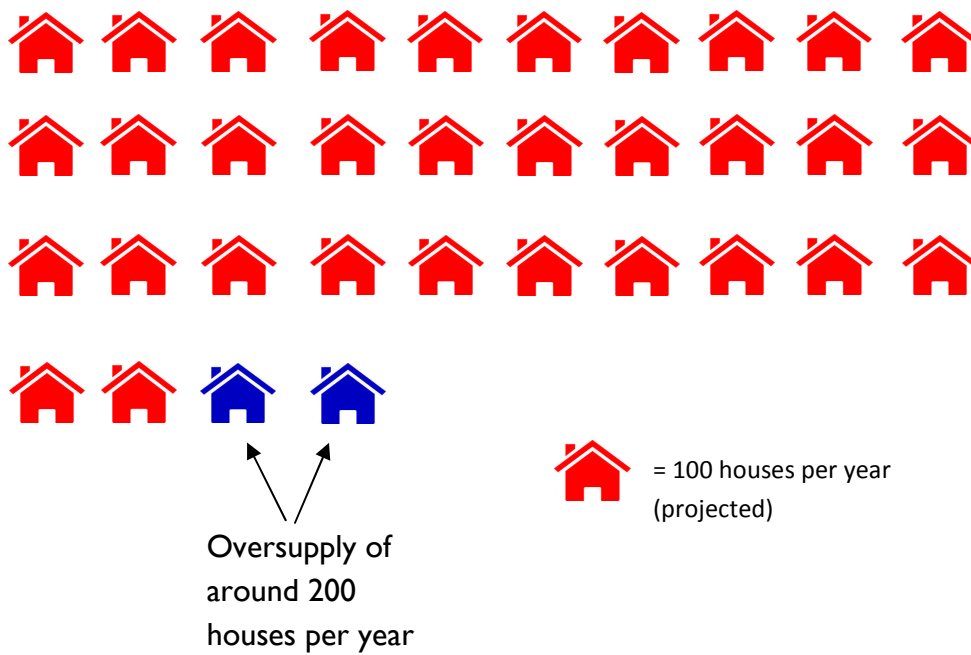 = 100 houses per year
(projected)
Oversupply of
around 200
houses per year